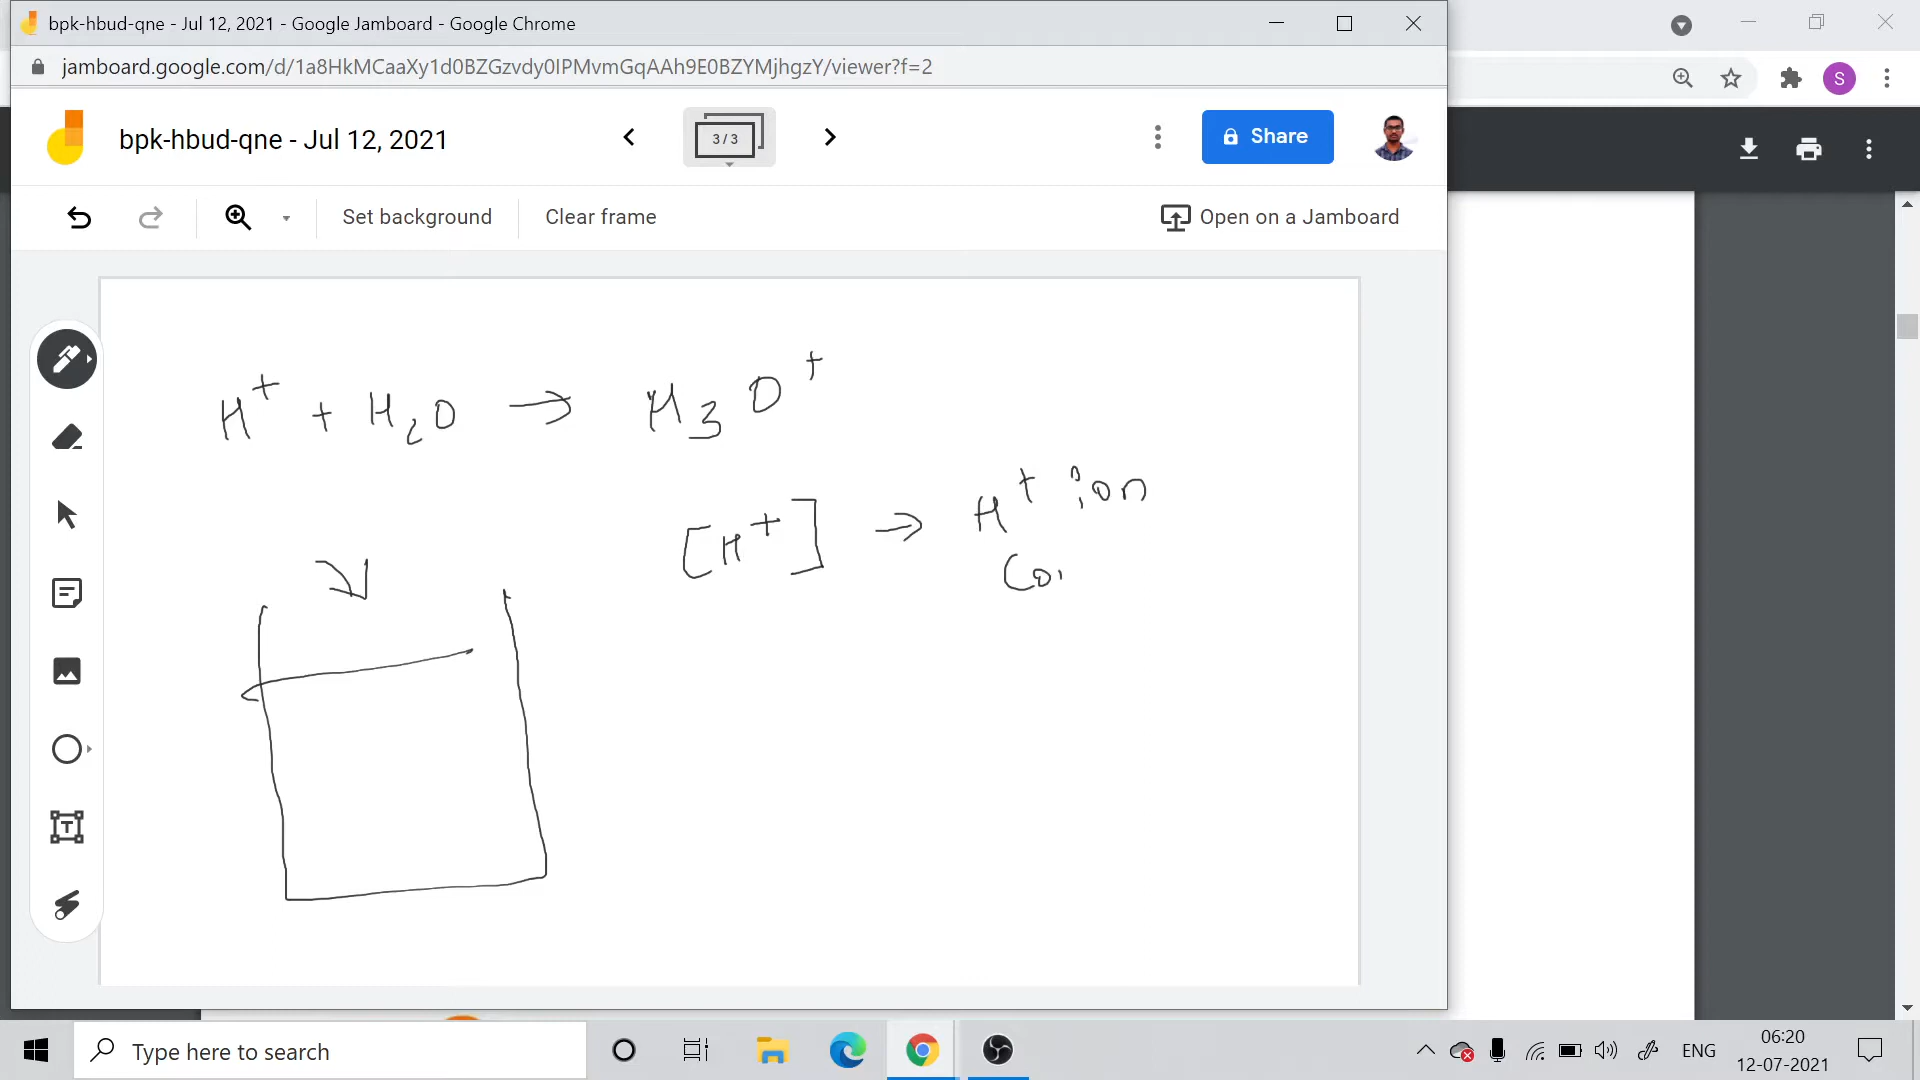 bpk-hbud-qne - Jul 12, 2021 - Google Jamboard - Google Chrome
jamboard.google.com/d/1a8HkMCaaXy1d0BZGzvdy0IPMvmGqAAh9E0BZYMjhgzY/viewer?f=2
S
bpk-hbud-qne - Jul 12, 2021
3 / 3
Share
Set background
Clear frame
Open on a Jamboard
H⁺ + H₂O → H₃O⁺
[H⁺] → H⁺ ion
Type here to search
ENG
06:20
12-07-2021